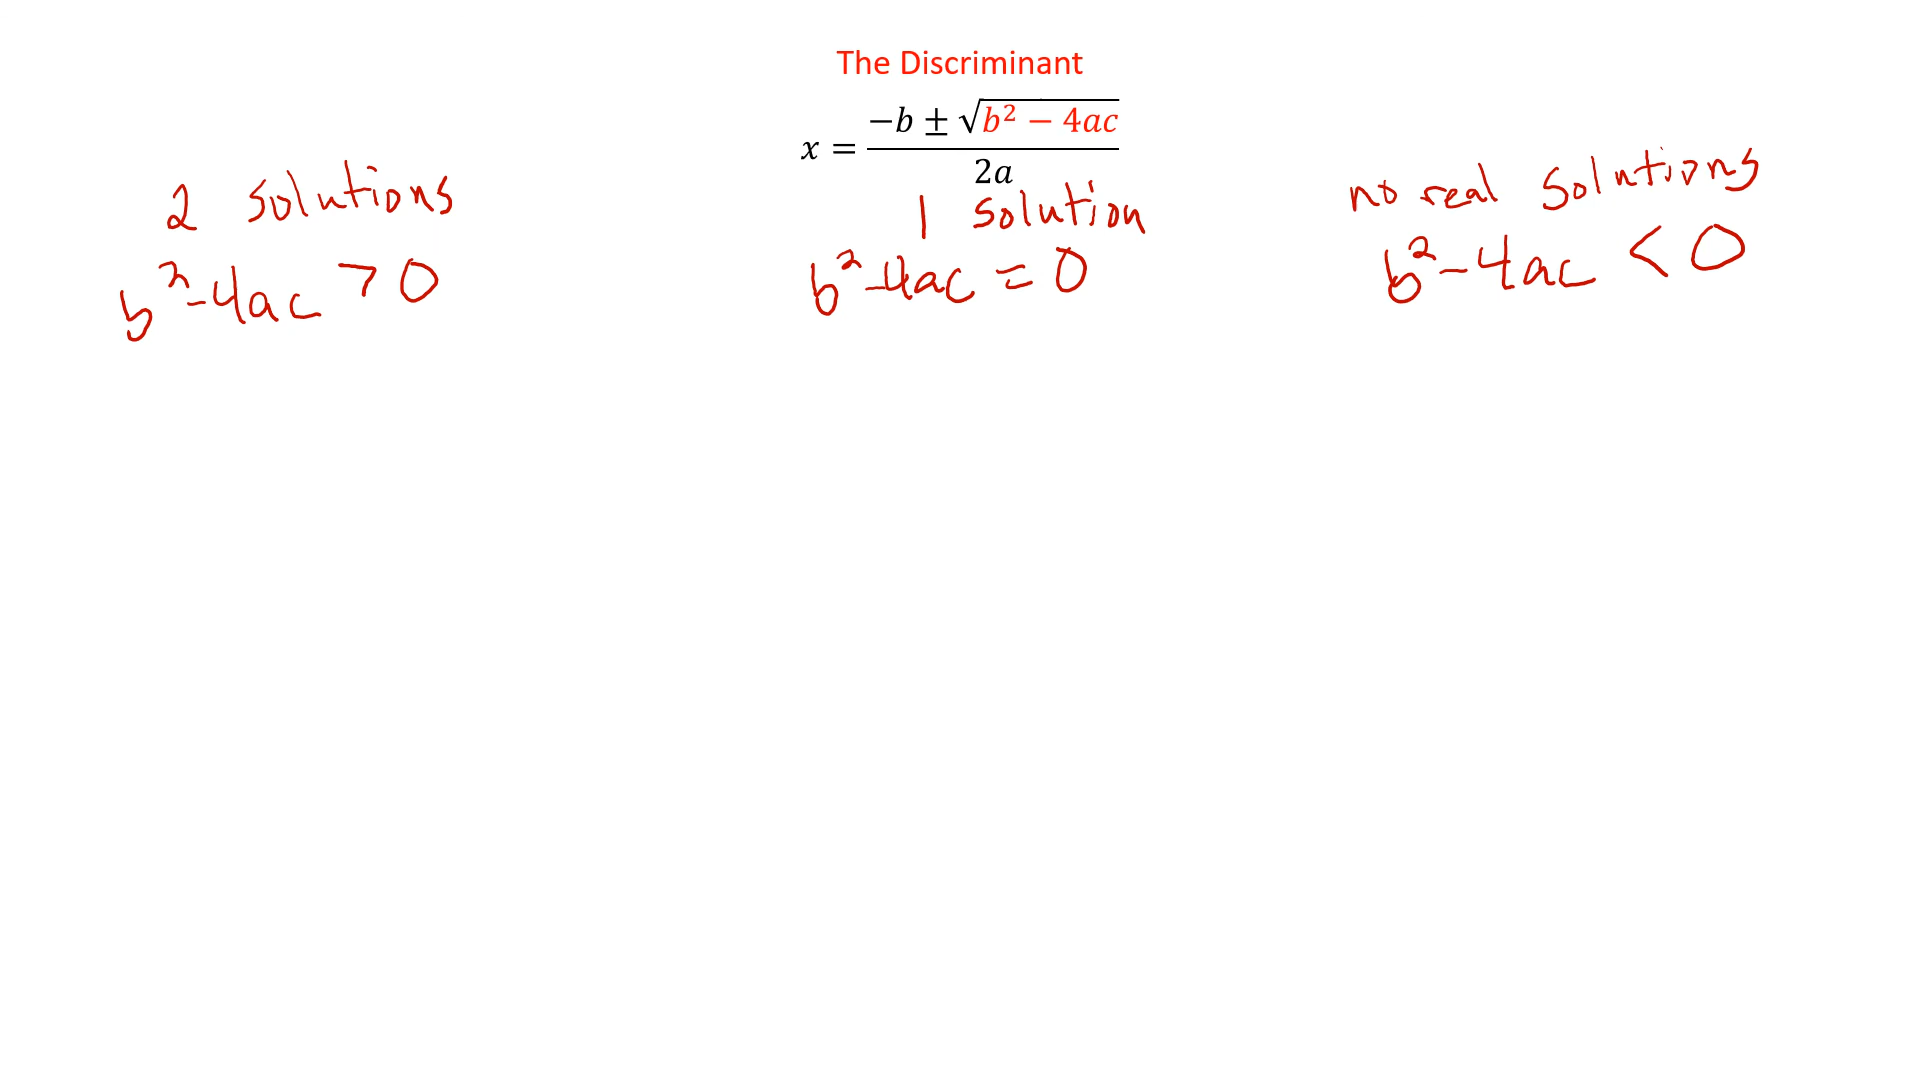 The Discriminant
x = −b ± √b² − 4ac / 2a
2 solutions
b² - 4ac > 0
1 solution
b² - 4ac = 0
no real solutions
b² - 4ac < 0